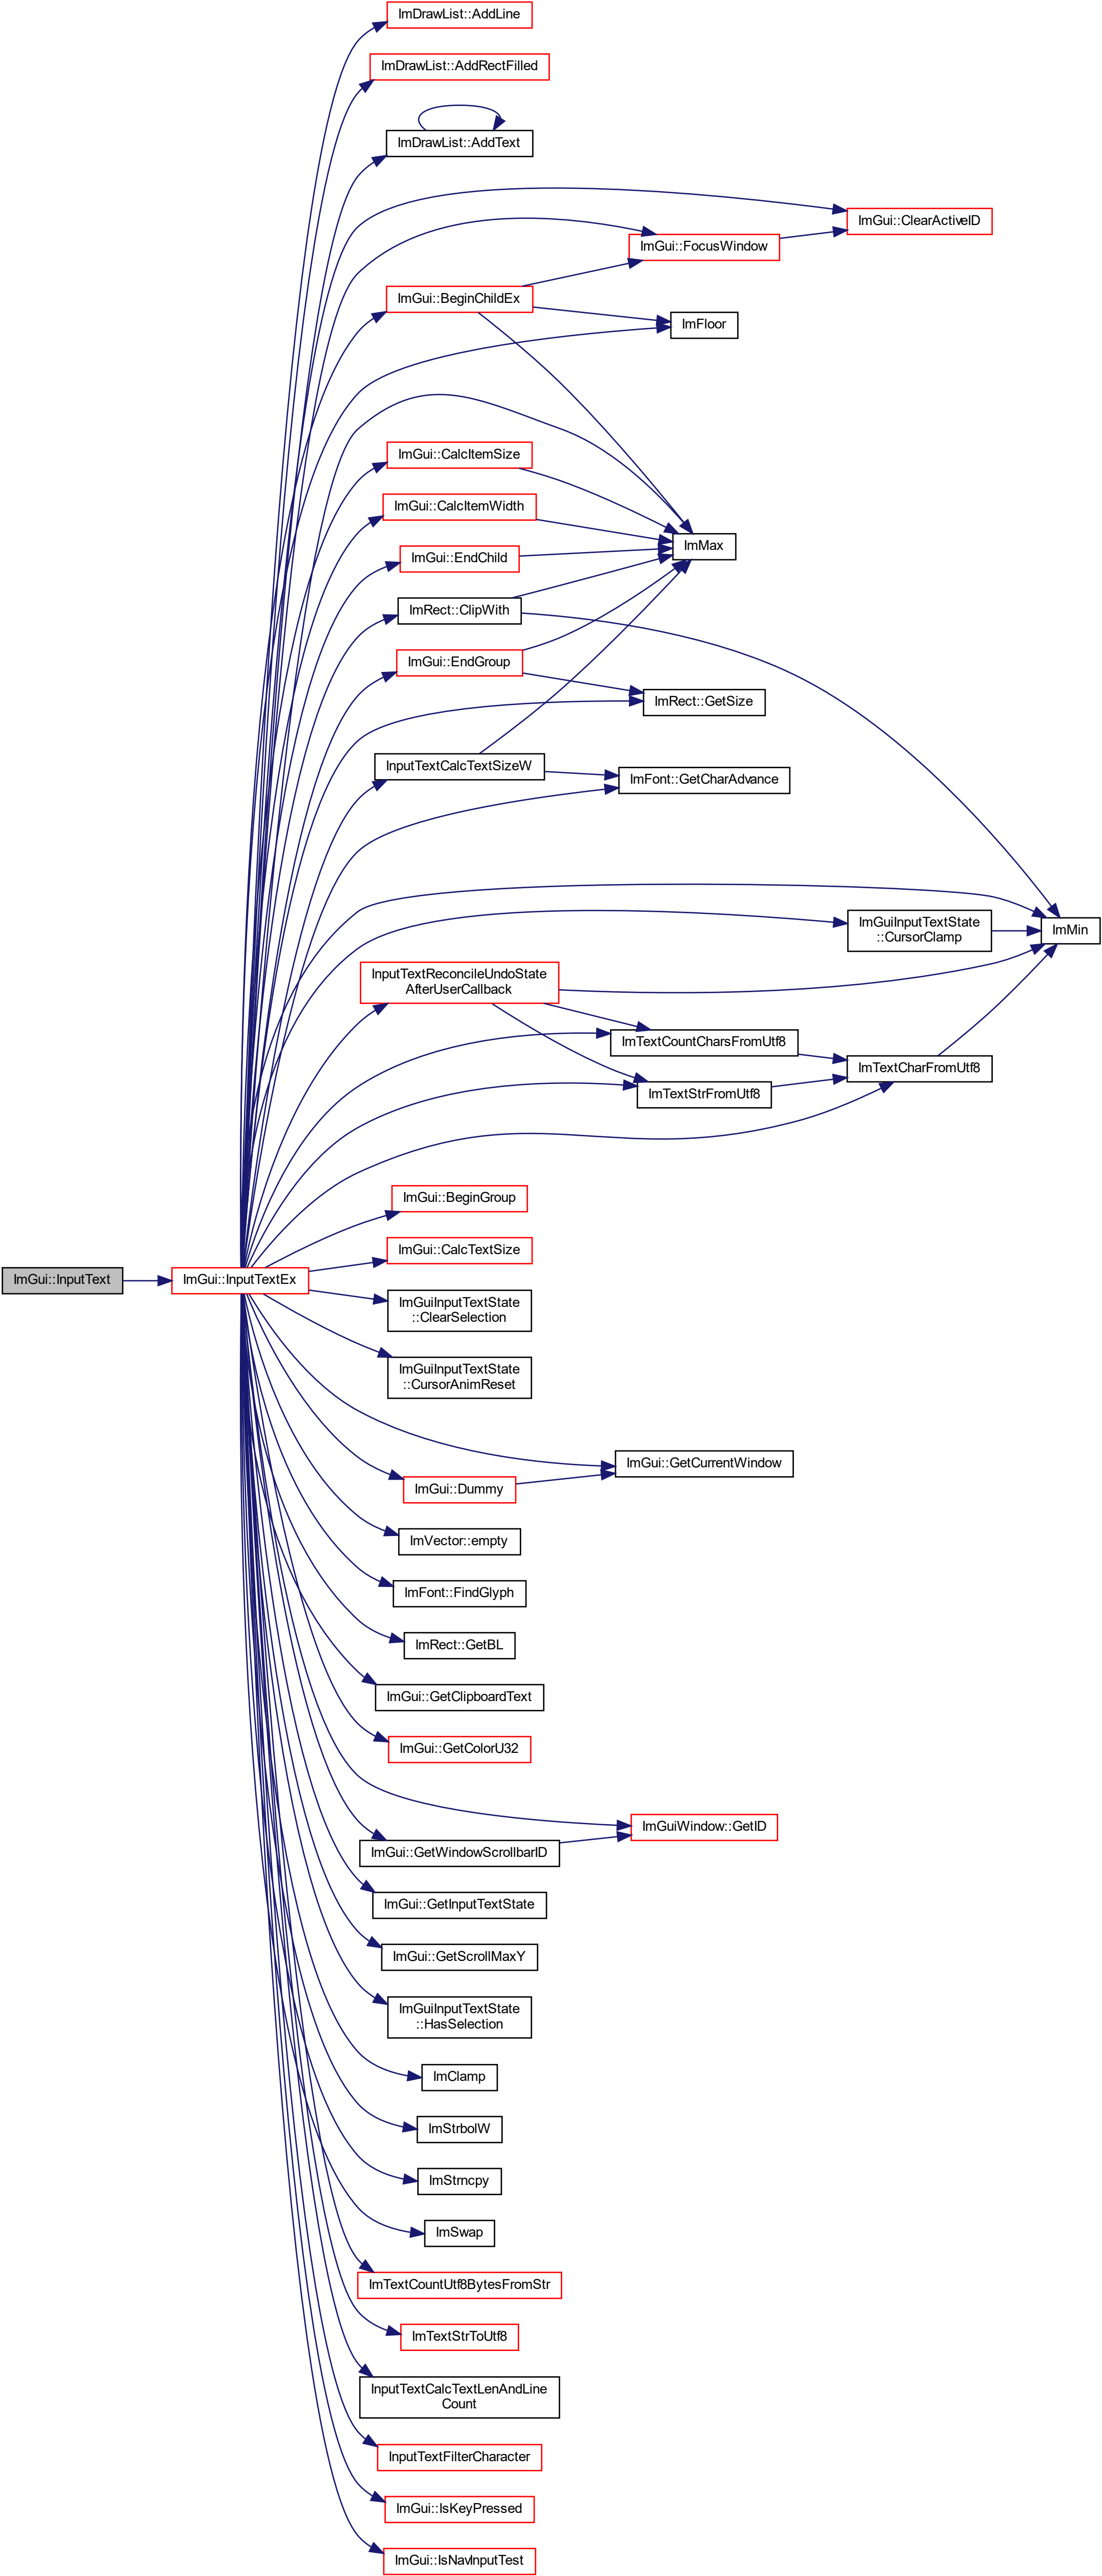 ImDrawList::AddLine
ImDrawList::AddRectFilled
ImDrawList::AddText
ImGui::ClearActiveID
ImGui::FocusWindow
ImGui::BeginChildEx
ImFloor
ImGui::CalcItemSize
ImGui::CalcItemWidth
ImMax
ImGui::EndChild
ImRect::ClipWith
ImGui::EndGroup
ImRect::GetSize
InputTextCalcTextSizeW
ImFont::GetCharAdvance
ImGuiInputTextState
::CursorClamp
ImMin
InputTextReconcileUndoState
AfterUserCallback
ImTextCountCharsFromUtf8
ImTextCharFromUtf8
ImTextStrFromUtf8
ImGui::BeginGroup
ImGui::CalcTextSize
ImGui::InputText
ImGui::InputTextEx
ImGuiInputTextState
::ClearSelection
ImGuiInputTextState
::CursorAnimReset
ImGui::GetCurrentWindow
ImGui::Dummy
ImVector::empty
ImFont::FindGlyph
ImRect::GetBL
ImGui::GetClipboardText
ImGui::GetColorU32
ImGuiWindow::GetID
ImGui::GetWindowScrollbarID
ImGui::GetInputTextState
ImGui::GetScrollMaxY
ImGuiInputTextState
::HasSelection
ImClamp
ImStrbolW
ImStrncpy
ImSwap
ImTextCountUtf8BytesFromStr
ImTextStrToUtf8
InputTextCalcTextLenAndLine
Count
InputTextFilterCharacter
ImGui::IsKeyPressed
ImGui::IsNavInputTest